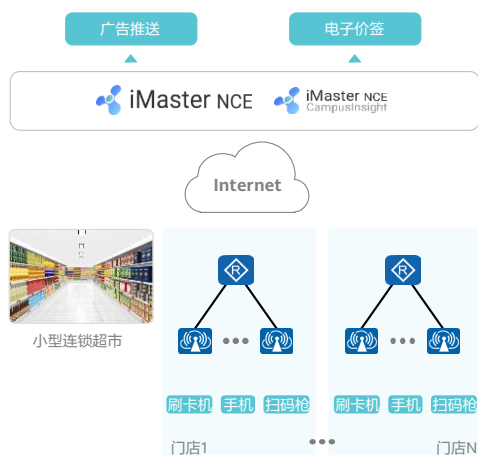 广告推送
电子价签
iMaster NCE
iMaster NCE
CampusInsight
Internet
小型连锁超市
R
R
刷卡机
手机
扫码枪
刷卡机
手机
扫码枪
门店1
门店N